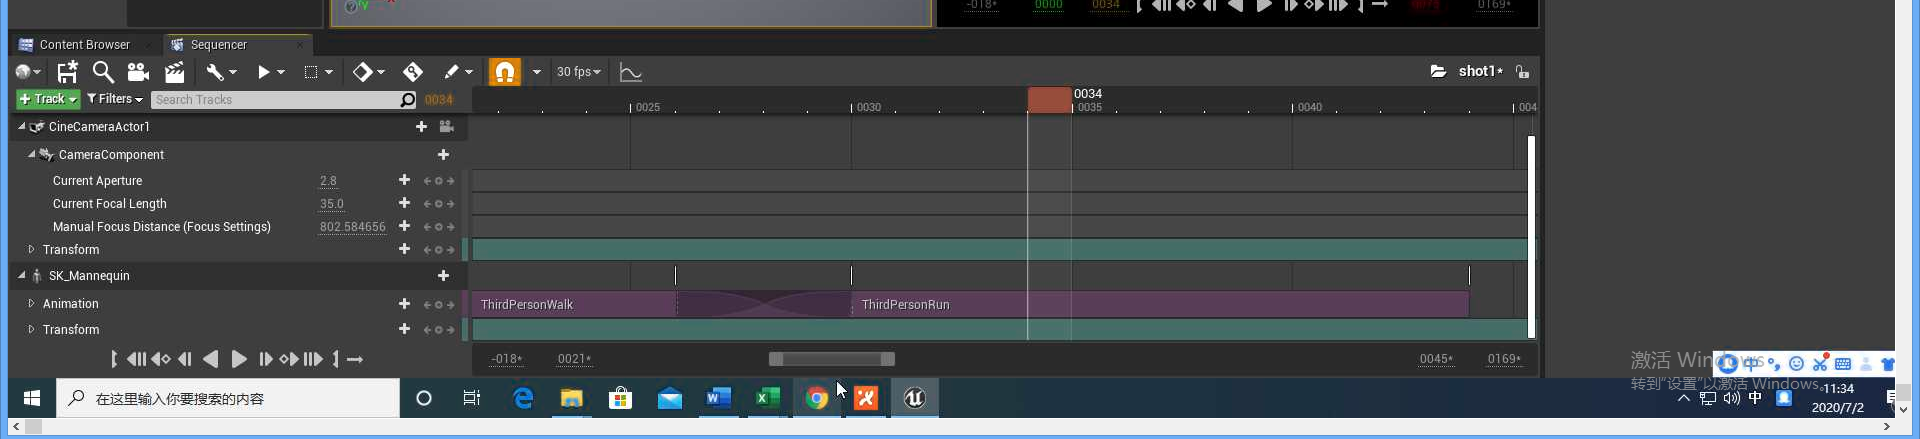 -018* 0000 0034 0073 0169*
Content Browser Sequencer
30 fps shot1*
Track Filters Search Tracks 0034 0025 0030 0034 0035 0040 004
CineCameraActor1
CameraComponent
Current Aperture 2.8
Current Focal Length 35.0
Manual Focus Distance (Focus Settings) 802.584656
Transform
SK_Mannequin
Animation ThirdPersonWalk ThirdPersonRun
Transform
-018* 0021* 0045* 0169*
激活 Windows
转到"设置"以激活 Windows。
中
在这里输入你要搜索的内容
中 11:34
2020/7/2